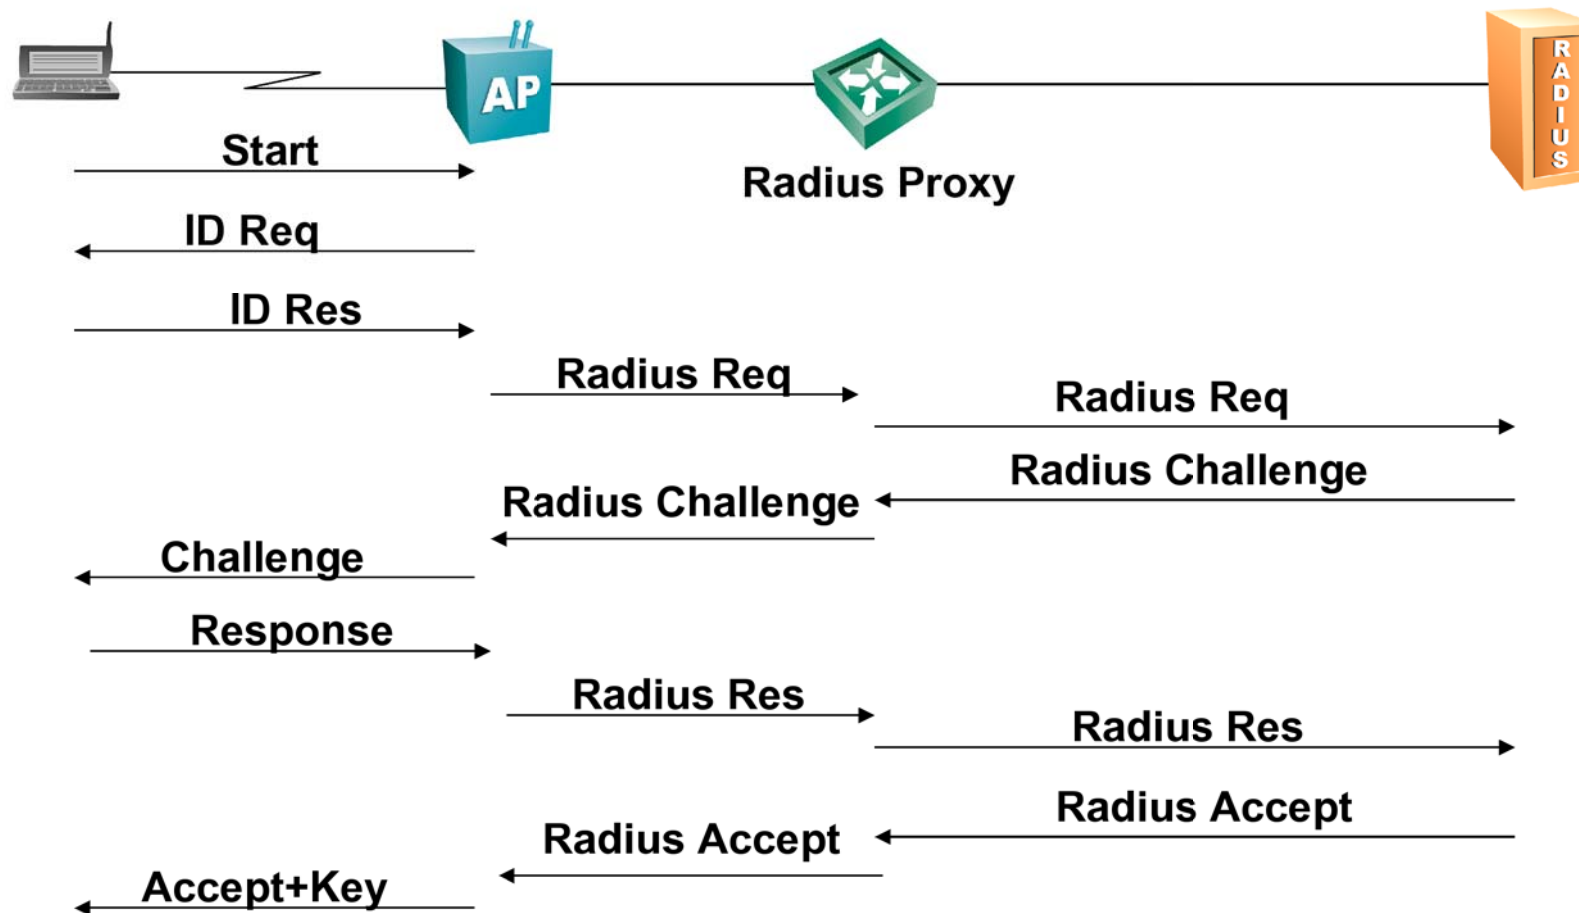 AP
RADIUS
Radius Proxy
Start
ID Req
ID Res
Radius Req
Radius Req
Radius Challenge
Radius Challenge
Challenge
Response
Radius Res
Radius Res
Radius Accept
Radius Accept
Accept+Key